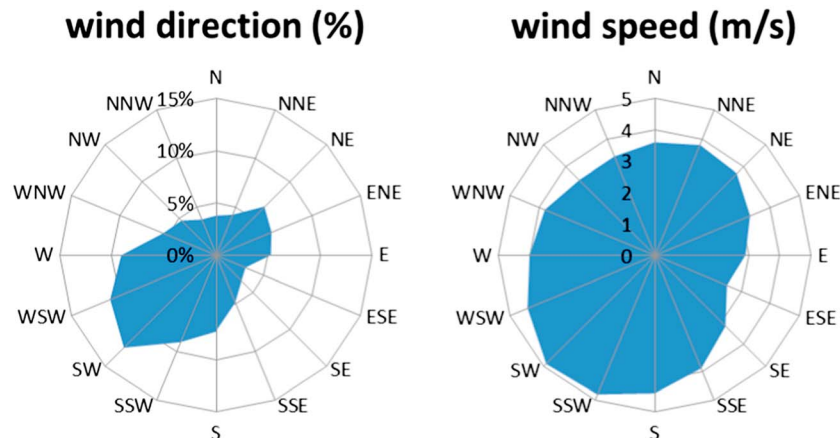 wind direction (%)
N
NNE
NE
ENE
E
ESE
SE
SSE
S
SSW
SW
WSW
W
WNW
NW
NNW
15%
10%
5%
0%
wind speed (m/s)
N
NNE
NE
ENE
E
ESE
SE
SSE
S
SSW
SW
WSW
W
WNW
NW
NNW
5
4
3
2
1
0